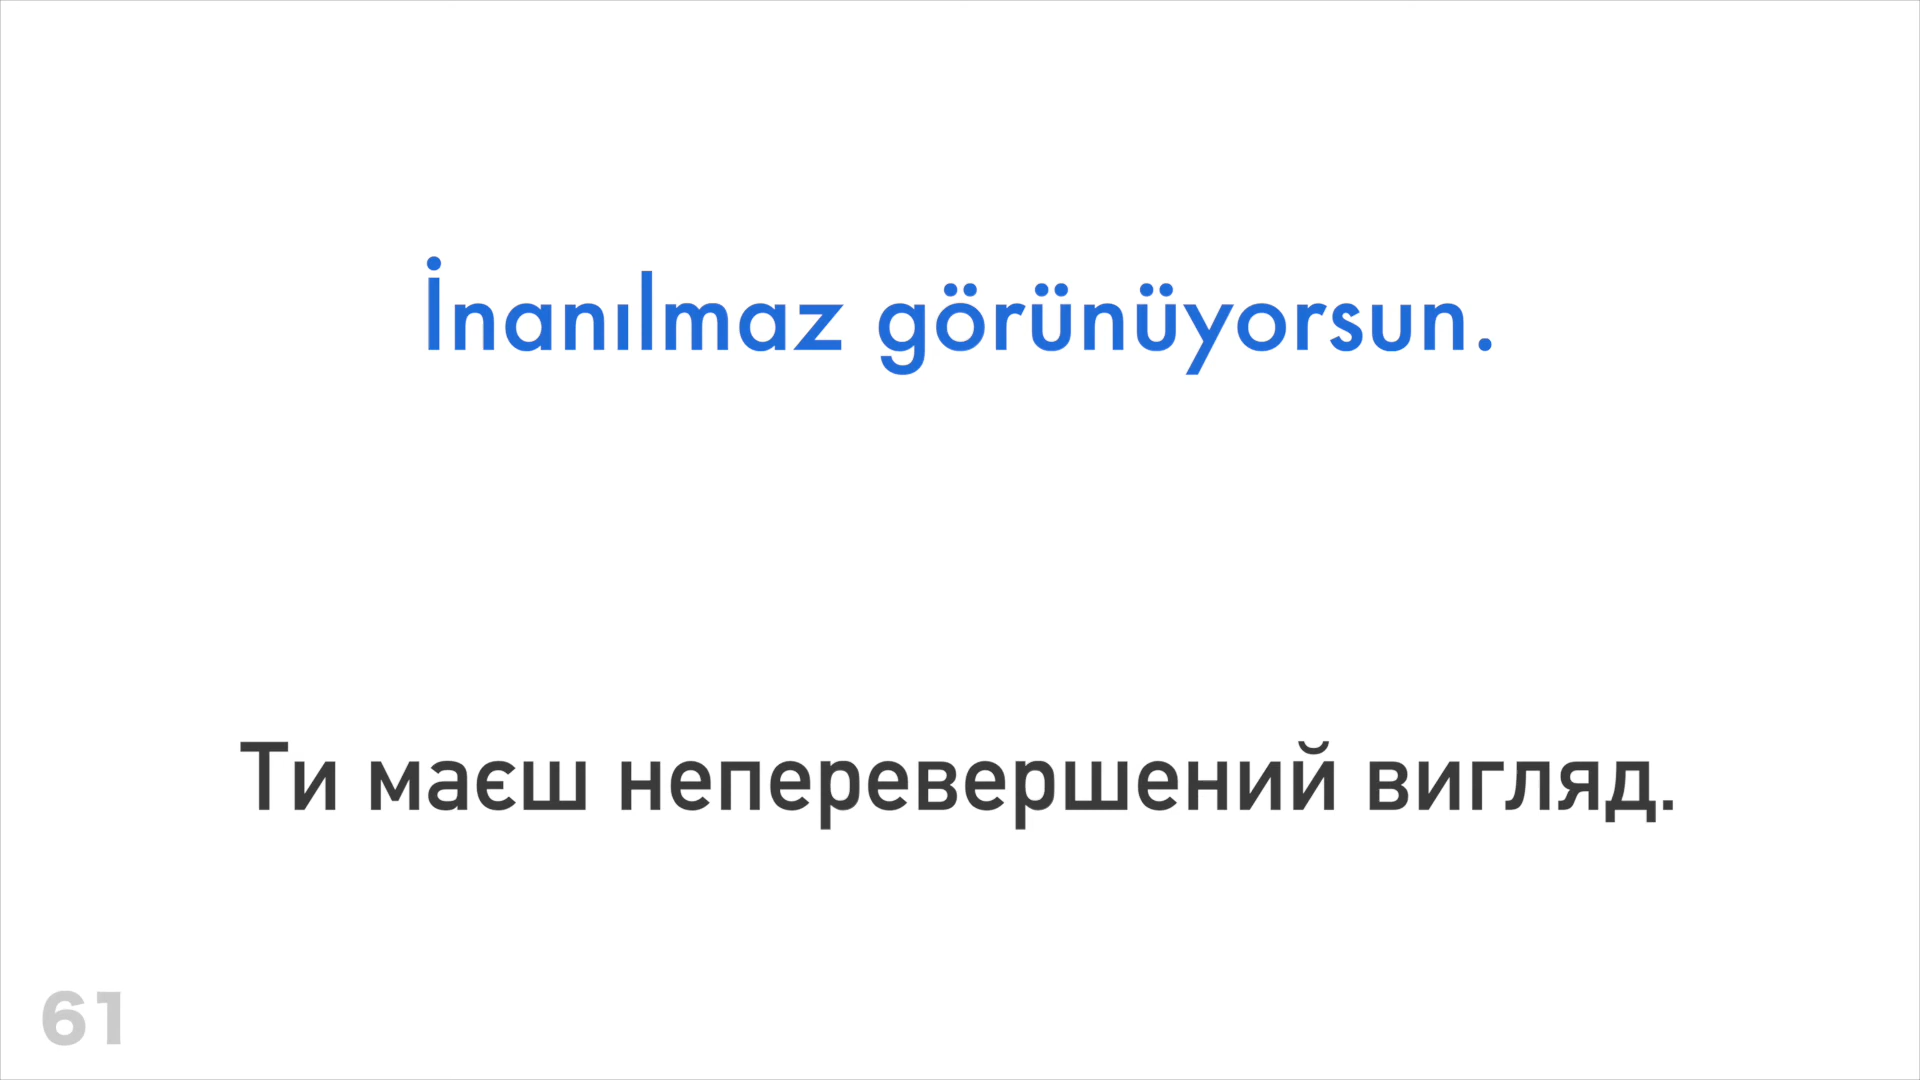 İnanılmaz görünüyorsun.
Ти маєш неперевершений вигляд.
61